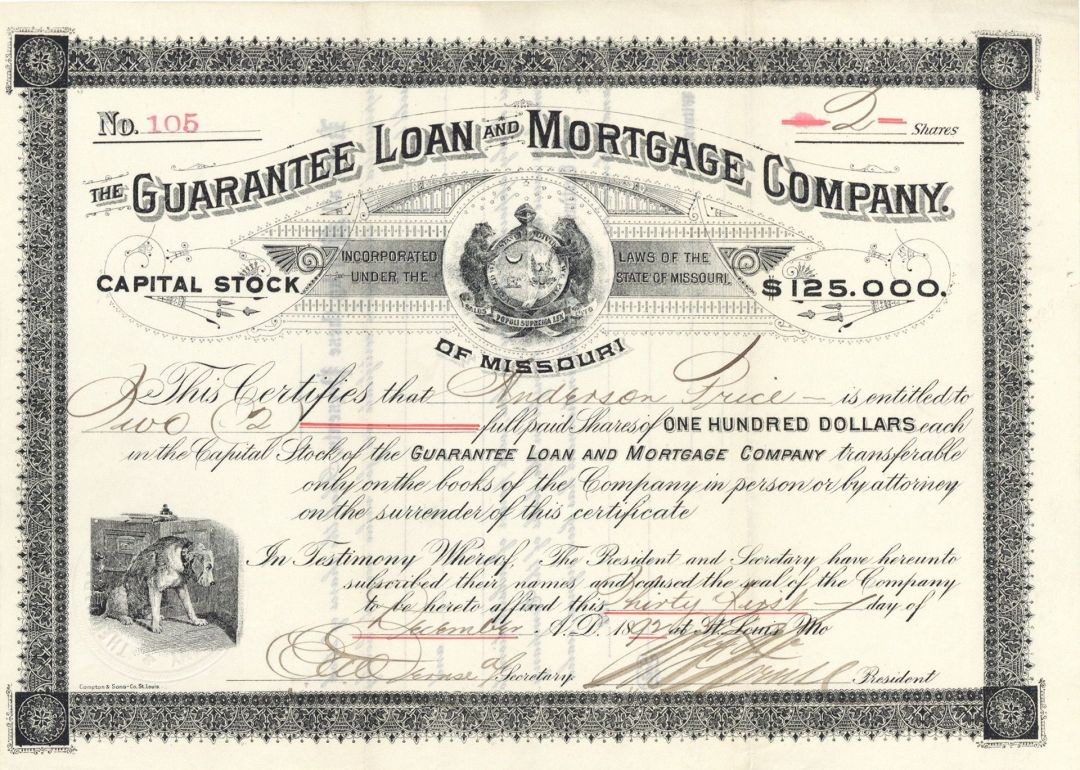 No. 105
2 Shares
THE GUARANTEE LOAN AND MORTGAGE COMPANY.
INCORPORATED UNDER THE
LAWS OF THE STATE OF MISSOURI
CAPITAL STOCK
$125.000.
POPULI SUPREMA LEX
OF MISSOURI
This Certifies that Anderson Price is entitled to
Two (2) full paid Shares of ONE HUNDRED DOLLARS each
in the Capital Stock of the GUARANTEE LOAN AND MORTGAGE COMPANY transferable
only on the books of the Company in person or by attorney
on the surrender of this certificate
In Testimony Whereof, The President and Secretary have hereunto
subscribed their names and caused the seal of the Company
to be hereto affixed this Thirty First day of
December A.D. 1892 at St. Louis Mo
Secretary
President
Compton & Sons Co. St. Louis